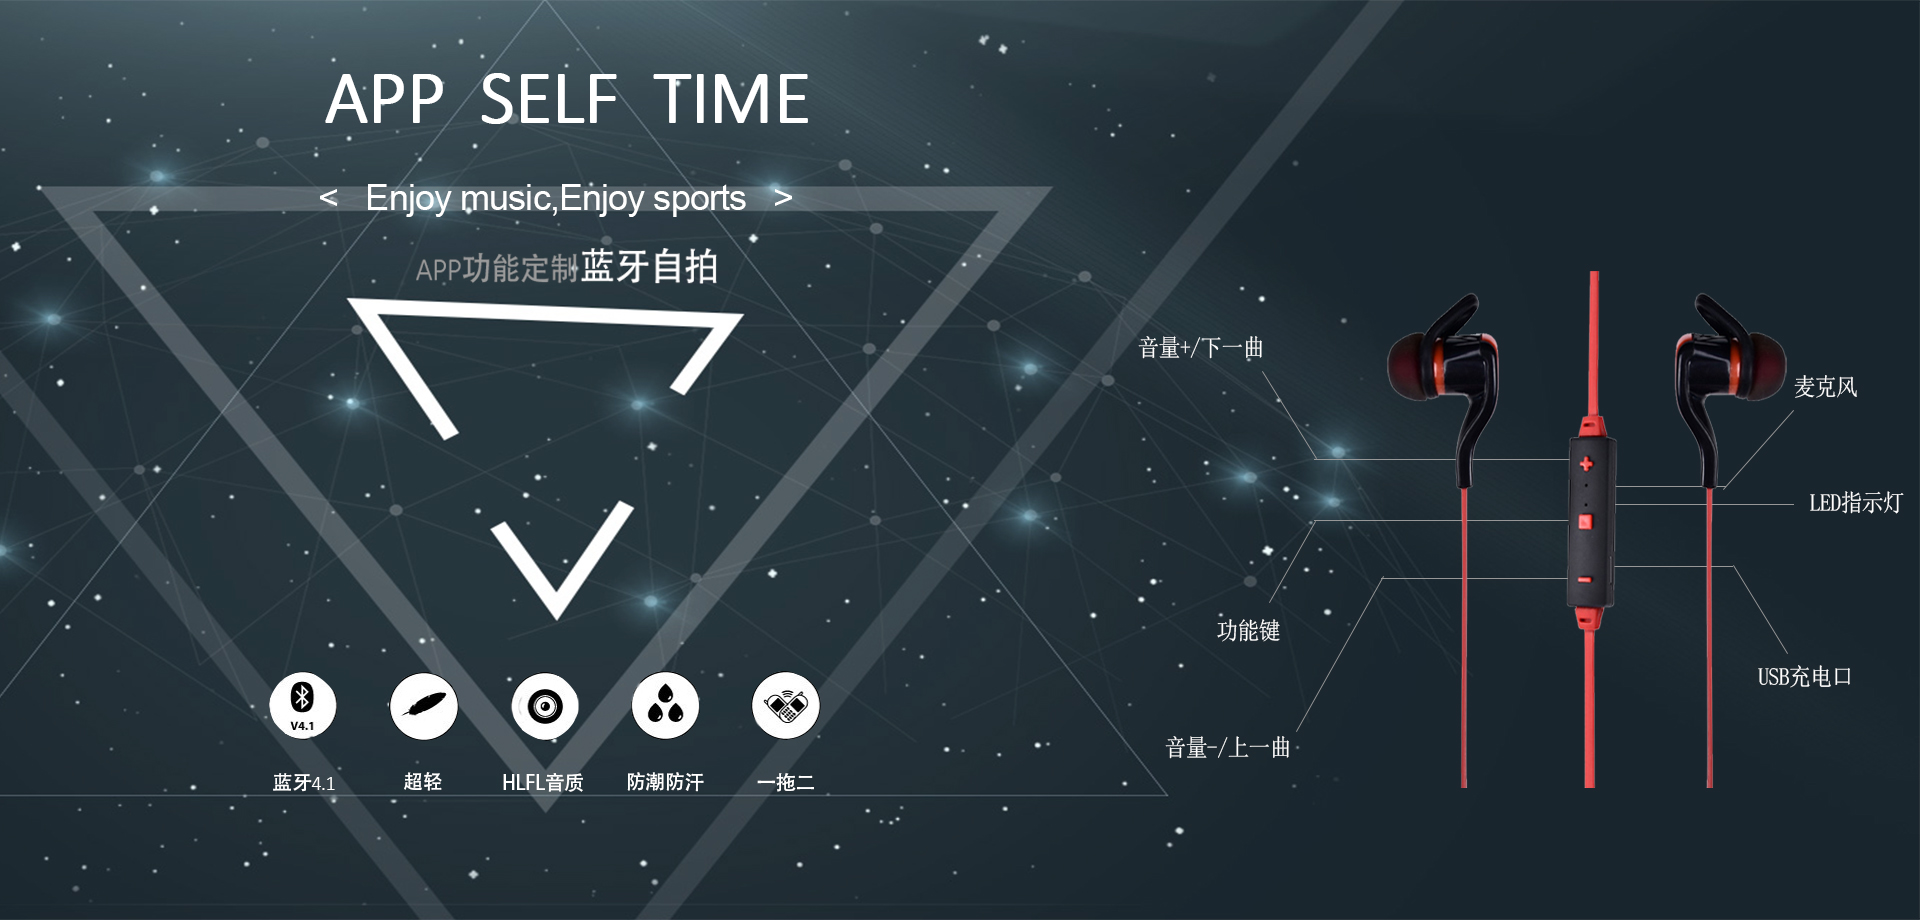 APP SELF TIME
< Enjoy music,Enjoy sports >
APP功能定制·蓝牙自拍
V4.1
蓝牙4.1
超轻
HLFL音质
防潮防汗
一拖二
音量+/下一曲
麦克风
LED指示灯
功能键
USB充电口
音量-/上一曲